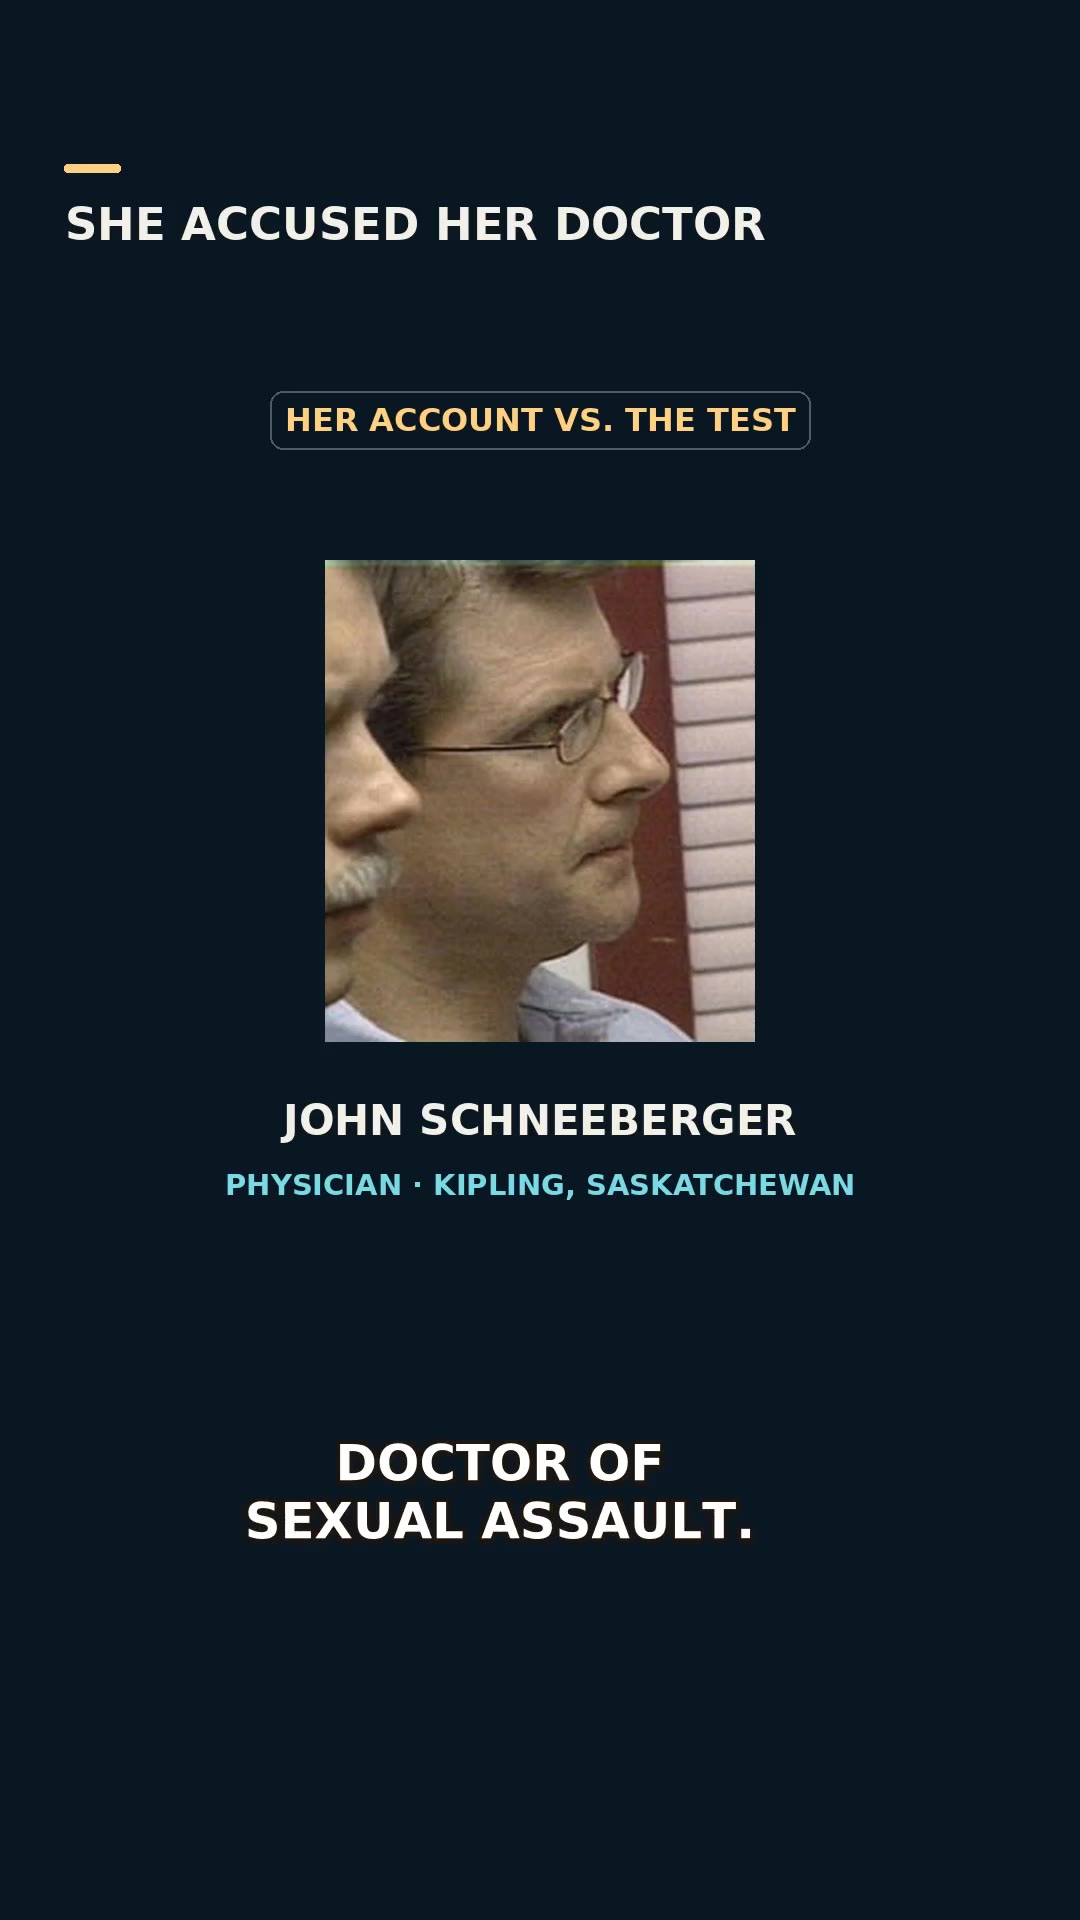 SHE ACCUSED HER DOCTOR
HER ACCOUNT VS. THE TEST
JOHN SCHNEEBERGER
PHYSICIAN · KIPLING, SASKATCHEWAN
DOCTOR OF
SEXUAL ASSAULT.